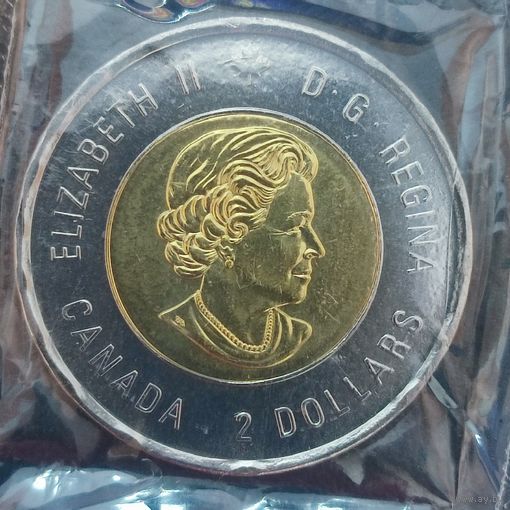 ELIZABETH II D·G·REGINA
CANADA 2 DOLLARS